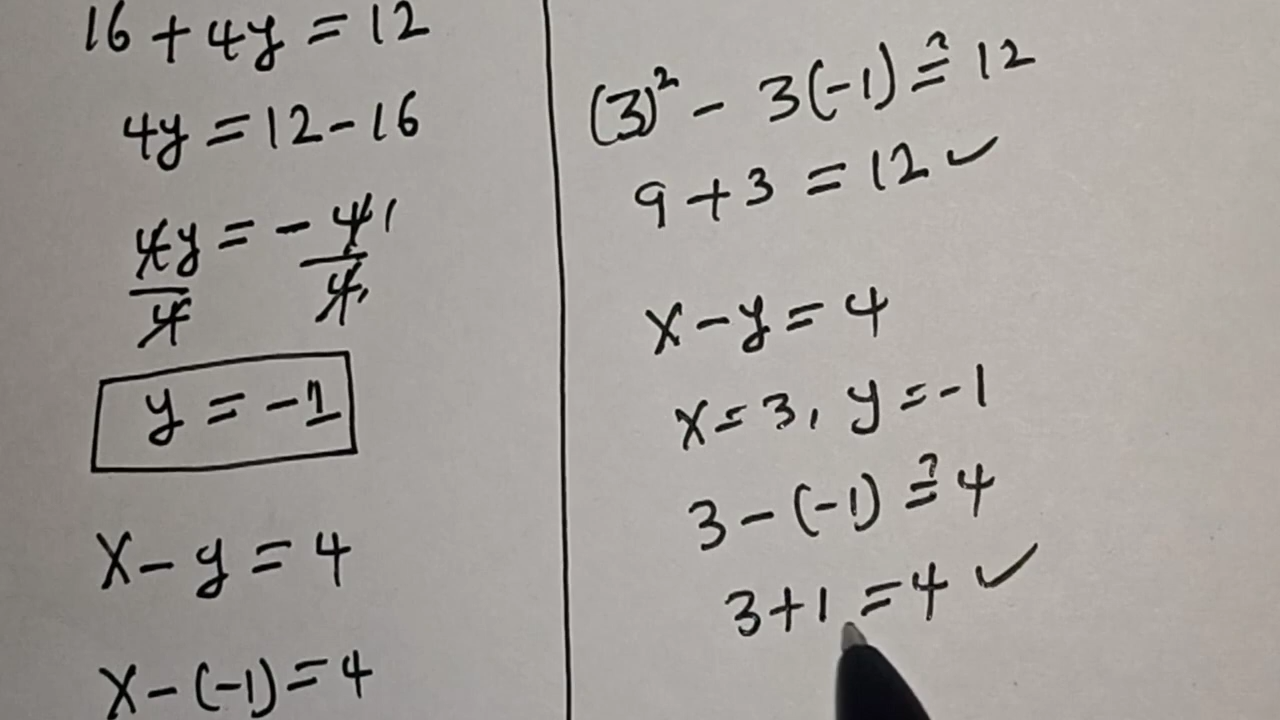 16 + 4y = 12
4y = 12 - 16
4y/4 = - 4/4 1
y = -1
x - y = 4
x - (-1) = 4
(3)² - 3(-1) ≟ 12
9 + 3 = 12 ✓
x - y = 4
x = 3, y = -1
3 - (-1) ≟ 4
3 + 1 = 4 ✓